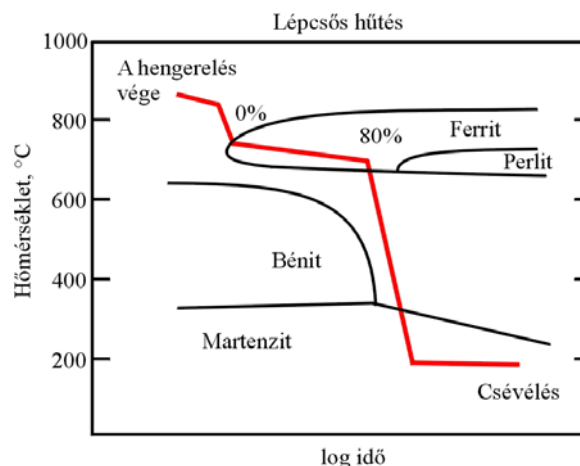 Lépcsős hűtés
1000
A hengerelés
vége
0%
80%
800
Ferrit
Perlit
600
Bénit
400
Martenzit
200
Csévélés
Hőmérséklet, °C
log idő